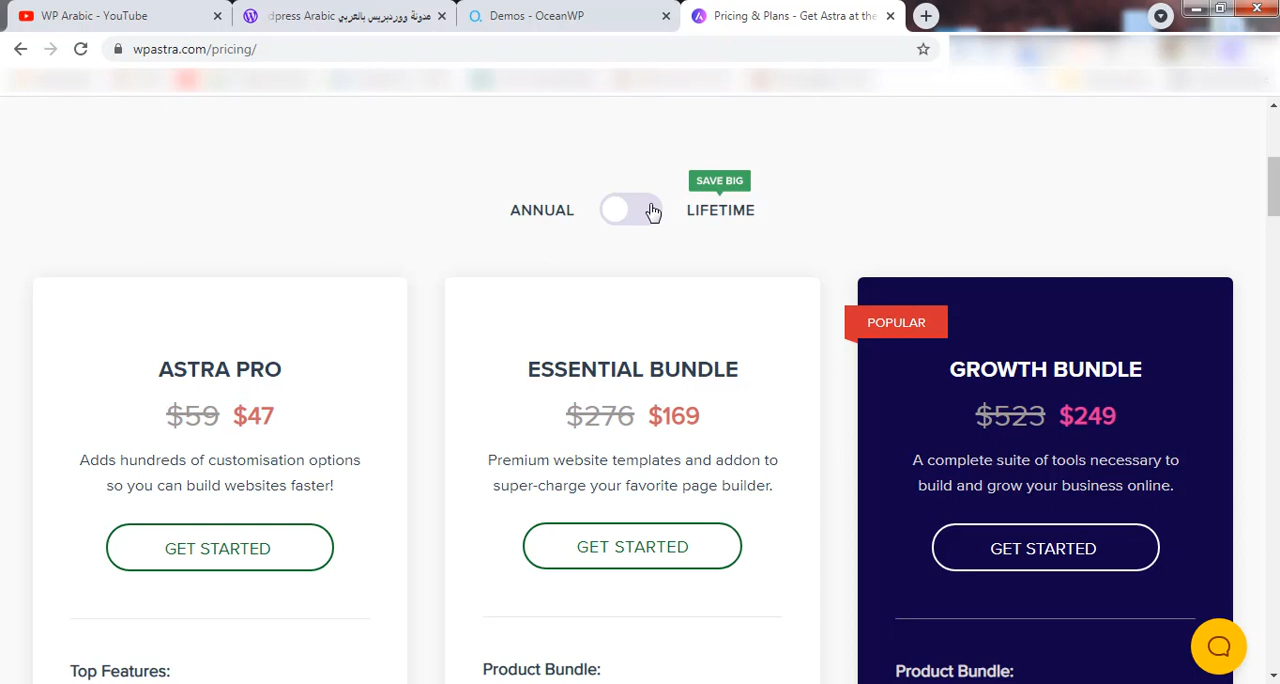 WP Arabic - YouTube
dpress Arabic مدونة ووردبريس بالعربي
Demos - OceanWP
Pricing & Plans - Get Astra at the
wpastra.com/pricing/
SAVE BIG
ANNUAL
LIFETIME
POPULAR
ASTRA PRO
$59 $47
Adds hundreds of customisation options
so you can build websites faster!
GET STARTED
Top Features:
ESSENTIAL BUNDLE
$276 $169
Premium website templates and addon to
super-charge your favorite page builder.
GET STARTED
Product Bundle:
GROWTH BUNDLE
$523 $249
A complete suite of tools necessary to
build and grow your business online.
GET STARTED
Product Bundle: